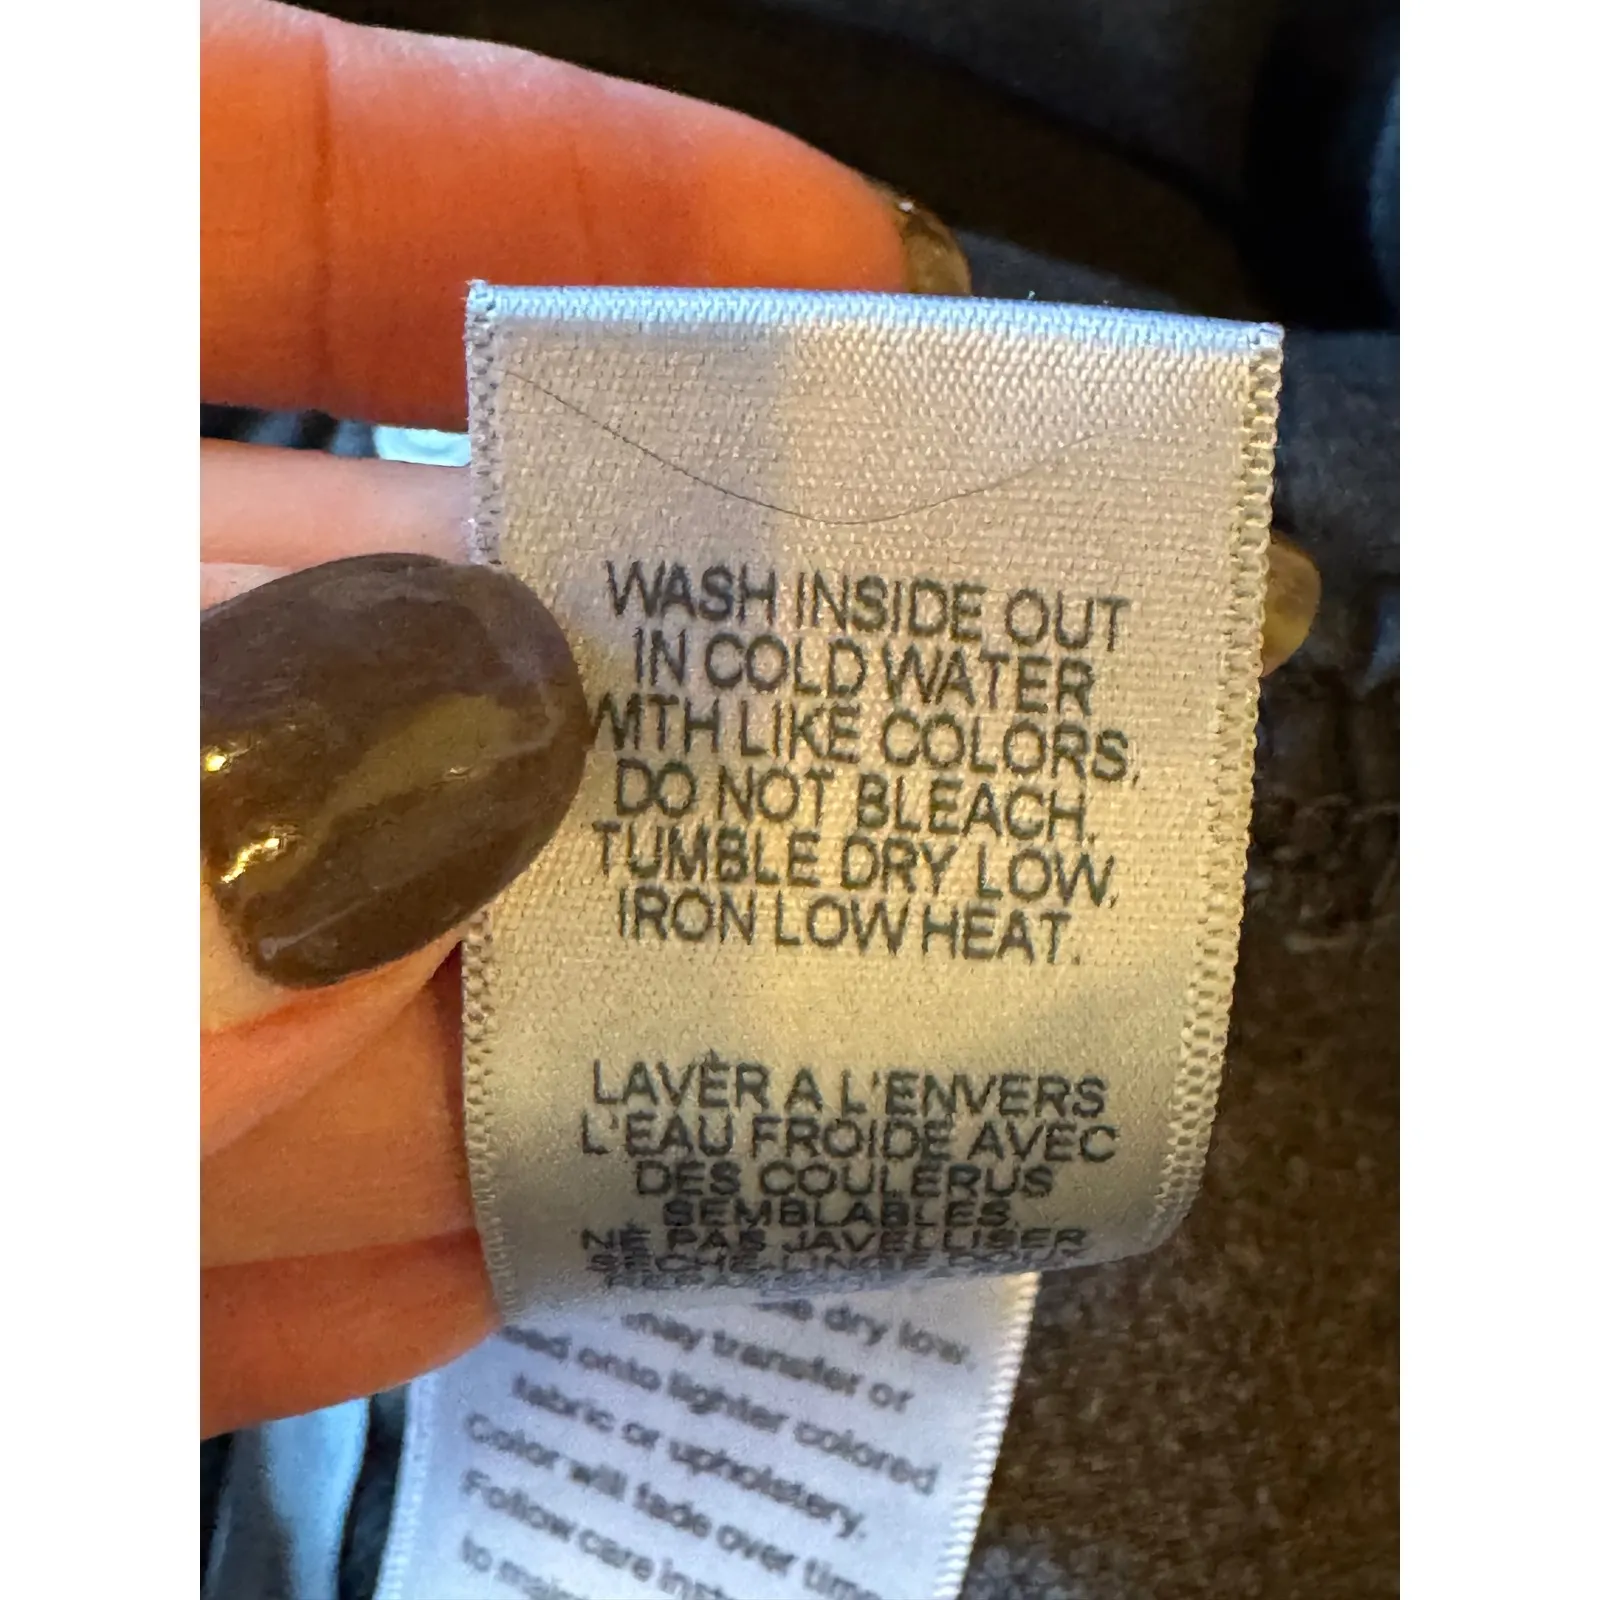 WASH INSIDE OUT
IN COLD WATER
WITH LIKE COLORS.
DO NOT BLEACH.
TUMBLE DRY LOW.
IRON LOW HEAT.
LAVER A L'ENVERS
L'EAU FROIDE AVEC
DES COULERUS
SEMBLABLES.
NE PAS JAVELLISER
dry low.
may transfer or
onto lighter colored
fabric or upholstery.
Color will fade over time
Follow care
to